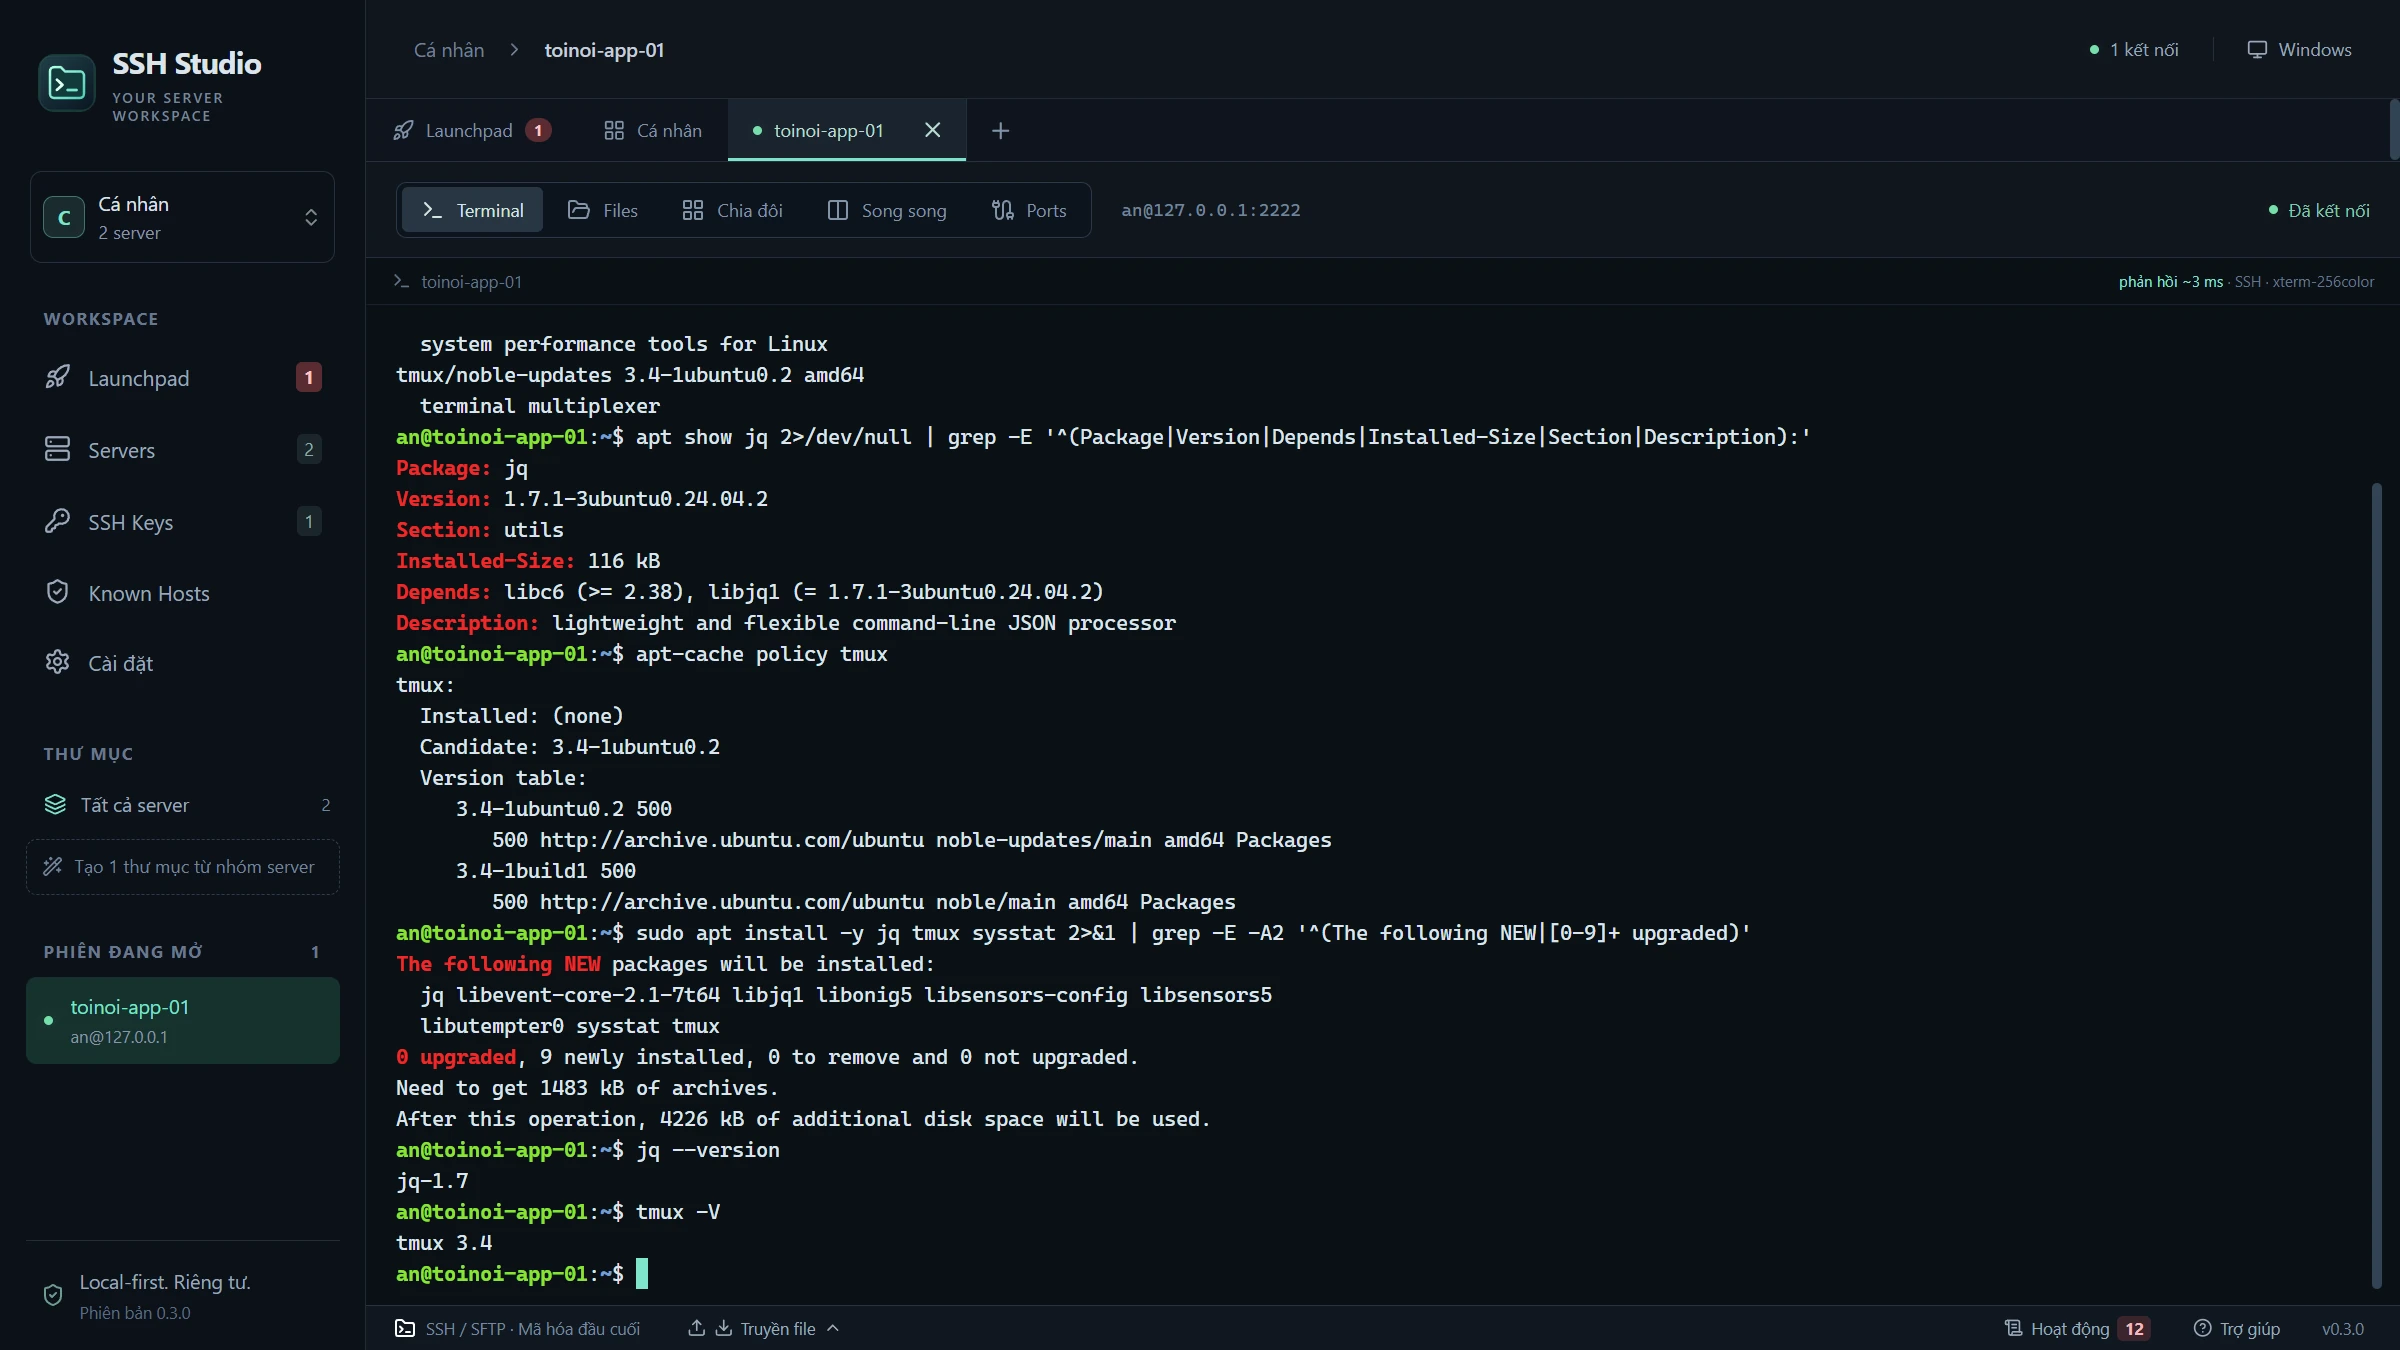 SSH Studio
YOUR SERVER
WORKSPACE
C
Cá nhân
2 server
WORKSPACE
Launchpad 1
Servers 2
SSH Keys 1
Known Hosts
Cài đặt
THƯ MỤC
Tất cả server 2
Tạo 1 thư mục từ nhóm server
PHIÊN ĐANG MỞ 1
toinoi-app-01
an@127.0.0.1
Local-first. Riêng tư.
Phiên bản 0.3.0
Cá nhân > toinoi-app-01
1 kết nối
Windows
Launchpad 1
Cá nhân
toinoi-app-01
Terminal
Files
Chia đôi
Song song
Ports
an@127.0.0.1:2222
Đã kết nối
toinoi-app-01
phản hồi ~3 ms · SSH · xterm-256color
system performance tools for Linux
tmux/noble-updates 3.4-1ubuntu0.2 amd64
terminal multiplexer
an@toinoi-app-01:~$ apt show jq 2>/dev/null | grep -E '^(Package|Version|Depends|Installed-Size|Section|Description):'
Package: jq
Version: 1.7.1-3ubuntu0.24.04.2
Section: utils
Installed-Size: 116 kB
Depends: libc6 (>= 2.38), libjq1 (= 1.7.1-3ubuntu0.24.04.2)
Description: lightweight and flexible command-line JSON processor
an@toinoi-app-01:~$ apt-cache policy tmux
tmux:
Installed: (none)
Candidate: 3.4-1ubuntu0.2
Version table:
3.4-1ubuntu0.2 500
500 http://archive.ubuntu.com/ubuntu noble-updates/main amd64 Packages
3.4-1build1 500
500 http://archive.ubuntu.com/ubuntu noble/main amd64 Packages
an@toinoi-app-01:~$ sudo apt install -y jq tmux sysstat 2>&1 | grep -E -A2 '^(The following NEW|[0-9]+ upgraded)'
The following NEW packages will be installed:
jq libevent-core-2.1-7t64 libjq1 libonig5 libsensors-config libsensors5
libutempter0 sysstat tmux
0 upgraded, 9 newly installed, 0 to remove and 0 not upgraded.
Need to get 1483 kB of archives.
After this operation, 4226 kB of additional disk space will be used.
an@toinoi-app-01:~$ jq --version
jq-1.7
an@toinoi-app-01:~$ tmux -V
tmux 3.4
an@toinoi-app-01:~$
SSH / SFTP · Mã hóa đầu cuối
Truyền file
Hoạt động 12
Trợ giúp
v0.3.0